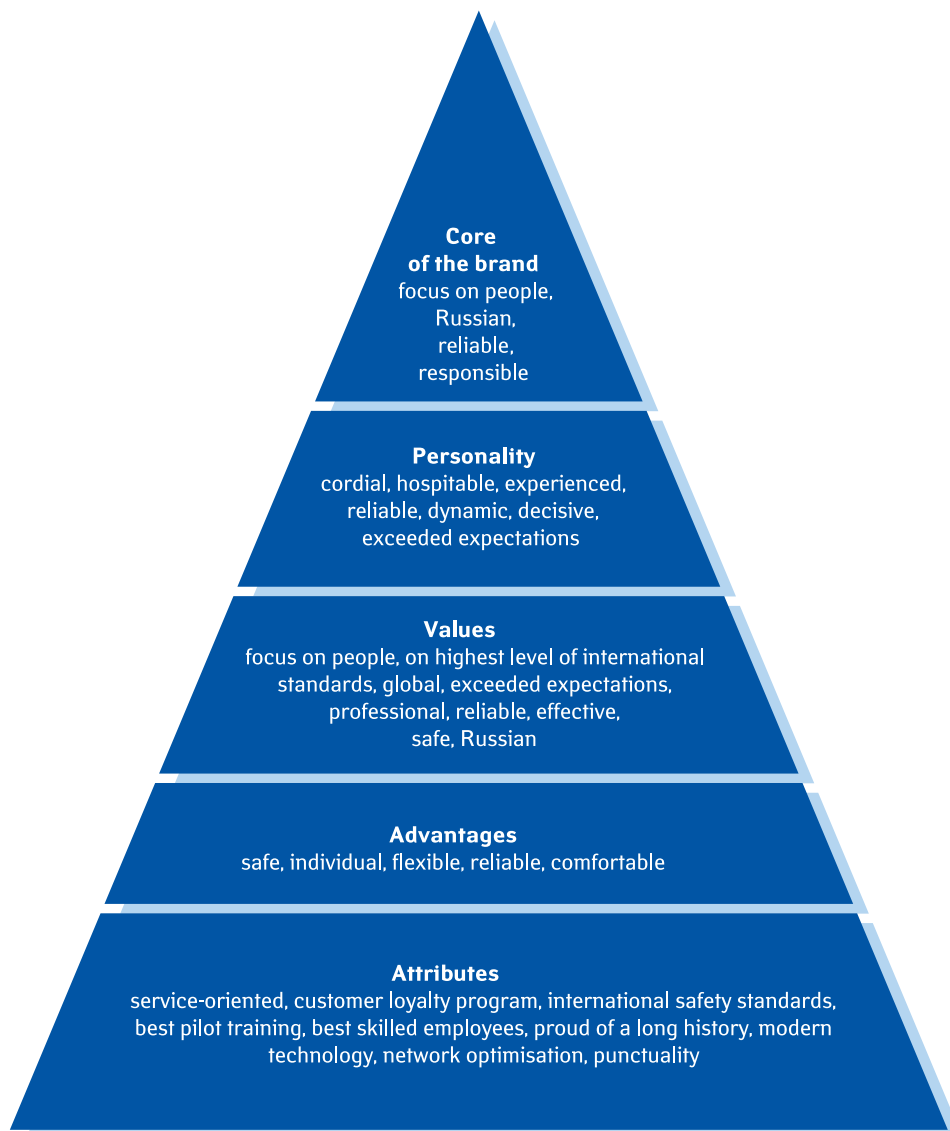 Core
of the brand
focus on people,
Russian,
reliable,
responsible
Personality
cordial, hospitable, experienced,
reliable, dynamic, decisive,
exceeded expectations
Values
focus on people, on highest level of international
standards, global, exceeded expectations,
professional, reliable, effective,
safe, Russian
Advantages
safe, individual, flexible, reliable, comfortable
Attributes
service-oriented, customer loyalty program, international safety standards,
best pilot training, best skilled employees, proud of a long history, modern
technology, network optimisation, punctuality